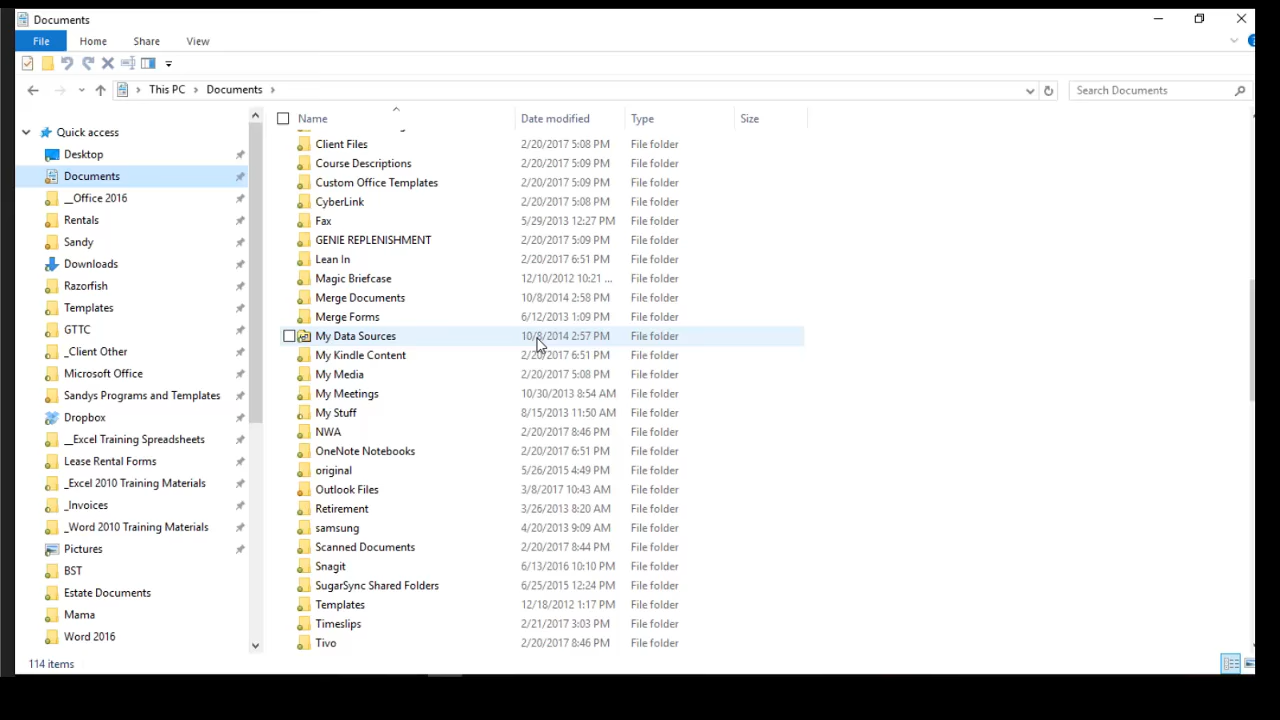 Documents
File Home Share View
This PC Documents Search Documents
Name Date modified Type Size
Quick access
Desktop
Documents
__Office 2016
Rentals
Sandy
Downloads
Razorfish
Templates
GTTC
_Client Other
Microsoft Office
Sandys Programs and Templates
Dropbox
__Excel Training Spreadsheets
Lease Rental Forms
_Excel 2010 Training Materials
_Invoices
_Word 2010 Training Materials
Pictures
BST
Estate Documents
Mama
Word 2016
Client Files 2/20/2017 5:08 PM File folder
Course Descriptions 2/20/2017 5:09 PM File folder
Custom Office Templates 2/20/2017 5:09 PM File folder
CyberLink 2/20/2017 5:08 PM File folder
Fax 5/29/2013 12:27 PM File folder
GENIE REPLENISHMENT 2/20/2017 5:09 PM File folder
Lean In 2/20/2017 6:51 PM File folder
Magic Briefcase 12/10/2012 10:21 ... File folder
Merge Documents 10/8/2014 2:58 PM File folder
Merge Forms 6/12/2013 1:09 PM File folder
My Data Sources 10/8/2014 2:57 PM File folder
My Kindle Content 2/20/2017 6:51 PM File folder
My Media 2/20/2017 5:08 PM File folder
My Meetings 10/30/2013 8:54 AM File folder
My Stuff 8/15/2013 11:50 AM File folder
NWA 2/20/2017 8:46 PM File folder
OneNote Notebooks 2/20/2017 6:51 PM File folder
original 5/26/2015 4:49 PM File folder
Outlook Files 3/8/2017 10:43 AM File folder
Retirement 3/26/2013 8:20 AM File folder
samsung 4/20/2013 9:09 AM File folder
Scanned Documents 2/20/2017 8:44 PM File folder
Snagit 6/13/2016 10:10 PM File folder
SugarSync Shared Folders 6/25/2015 12:24 PM File folder
Templates 12/18/2012 1:17 PM File folder
Timeslips 2/21/2017 3:03 PM File folder
Tivo 2/20/2017 8:46 PM File folder
114 items